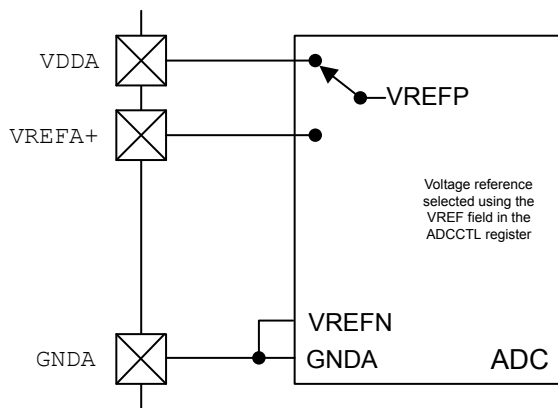 VDDA
VREFP
VREFA+
Voltage reference
selected using the
VREF field in the
ADCCTL register
VREFN
GNDA
GNDA
ADC